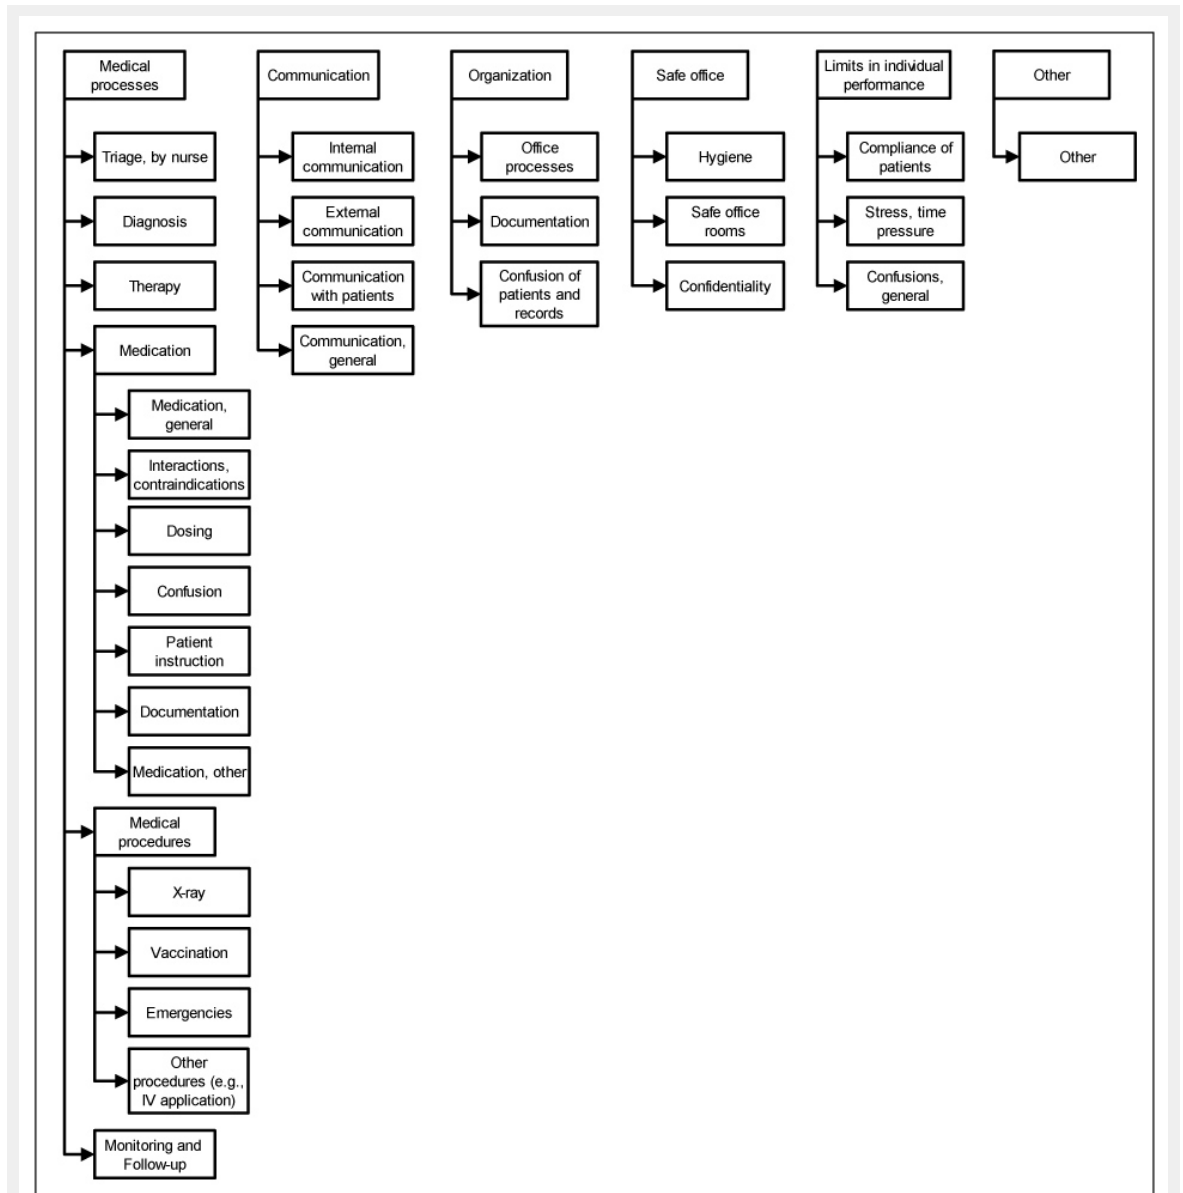 Medical
processes
Triage, by nurse
Diagnosis
Therapy
Medication
Medication,
general
Interactions,
contraindications
Dosing
Confusion
Patient
instruction
Documentation
Medication, other
Medical
procedures
X-ray
Vaccination
Emergencies
Other
procedures (e.g.,
IV application)
Monitoring and
Follow-up
Communication
Internal
communication
External
communication
Communication
with patients
Communication,
general
Organization
Office
processes
Documentation
Confusion of
patients and
records
Safe office
Hygiene
Safe office
rooms
Confidentiality
Limits in individual
performance
Compliance of
patients
Stress, time
pressure
Confusions,
general
Other
Other